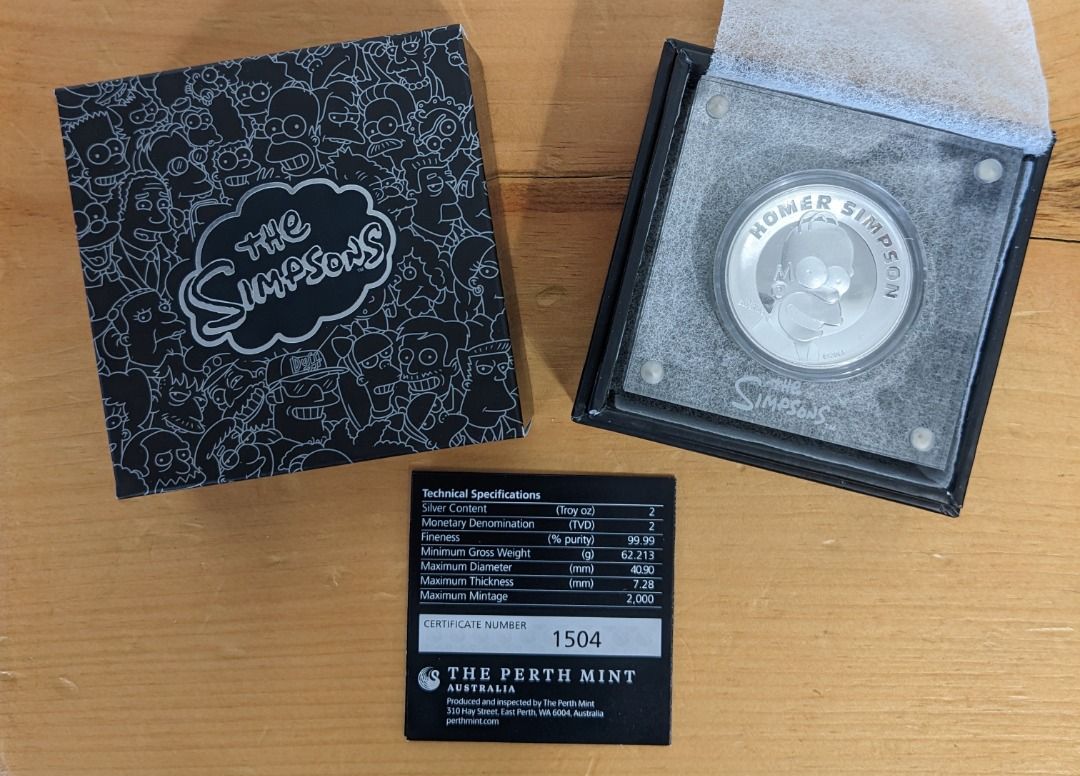 THE
SIMPSONS
Duff
HOMER SIMPSON
MG
THE
SIMPSONS™
Technical Specifications
Silver Content (Troy oz) 2
Monetary Denomination (TVD) 2
Fineness (% purity) 99.99
Minimum Gross Weight (g) 62.213
Maximum Diameter (mm) 40.90
Maximum Thickness (mm) 7.28
Maximum Mintage 2,000
CERTIFICATE NUMBER
1504
THE PERTH MINT
AUSTRALIA
Produced and inspected by The Perth Mint
310 Hay Street, East Perth, WA 6004, Australia
perthmint.com